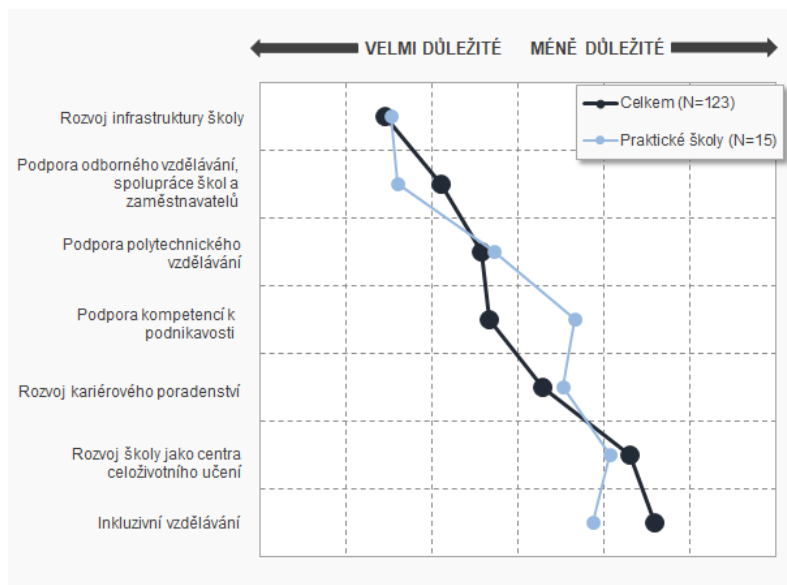 VELMI DŮLEŽITÉ
MÉNĚ DŮLEŽITÉ
Celkem (N=123)
Praktické školy (N=15)
Rozvoj infrastruktury školy
Podpora odborného vzdělávání,
spolupráce škol a
zaměstnavatelů
Podpora polytechnického
vzdělávání
Podpora kompetencí k
podnikavosti
Rozvoj kariérového poradenství
Rozvoj školy jako centra
celoživotního učení
Inkluzivní vzdělávání